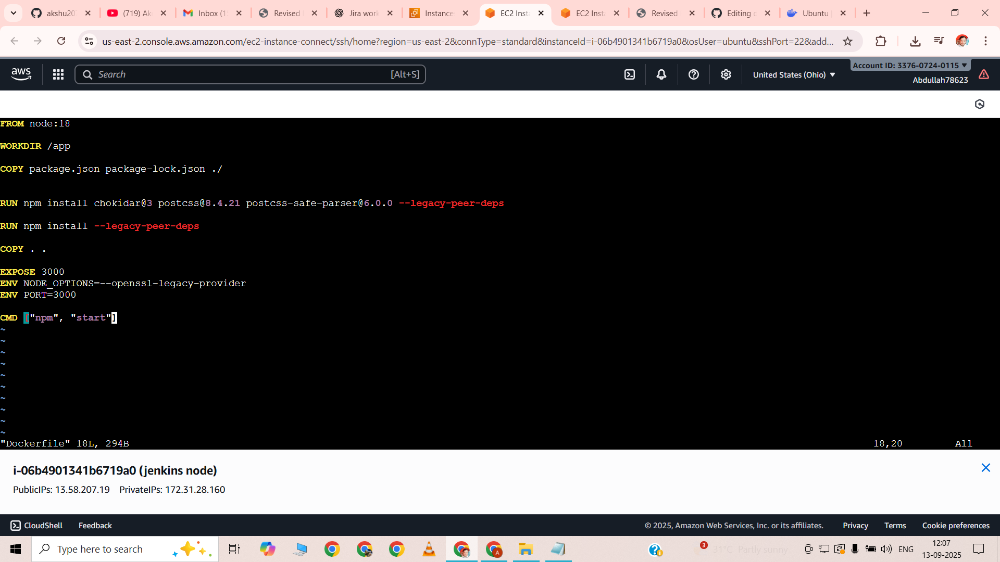 akshu20
(719) Ak
Inbox (1
Revised
Jira work
Instance
EC2 Inst
EC2 Inst
Revised
Editing
Ubuntu
us-east-2.console.aws.amazon.com/ec2-instance-connect/ssh/home?region=us-east-2&connType=standard&instanceId=i-06b4901341b6719a0&osUser=ubuntu&sshPort=22&add...
aws
Search
[Alt+S]
United States (Ohio)
Account ID: 3376-0724-0115
Abdullah78623
FROM node:18
WORKDIR /app
COPY package.json package-lock.json ./
RUN npm install chokidar@3 postcss@8.4.21 postcss-safe-parser@6.0.0 --legacy-peer-deps
RUN npm install --legacy-peer-deps
COPY . .
EXPOSE 3000
ENV NODE_OPTIONS=--openssl-legacy-provider
ENV PORT=3000
CMD ["npm", "start"]
~
~
~
~
~
~
~
~
~
~
"Dockerfile" 18L, 294B 18,20 All
i-06b4901341b6719a0 (jenkins node)
PublicIPs: 13.58.207.19 PrivateIPs: 172.31.28.160
CloudShell Feedback © 2025, Amazon Web Services, Inc. or its affiliates. Privacy Terms Cookie preferences
Type here to search
3
31°C Partly sunny
ENG
12:07
13-09-2025